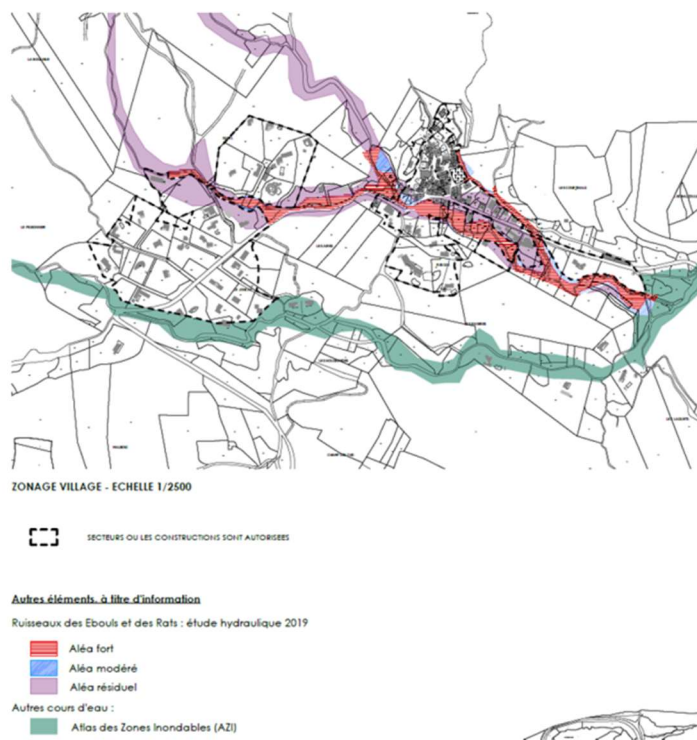 ZONAGE VILLAGE - ECHELLE 1/2500
SECTEURS OU LES CONSTRUCTIONS SONT AUTORISEES
Autres éléments, à titre d'information
Ruisseaux des Ebouls et des Rats : étude hydraulique 2019
Aléa fort
Aléa modéré
Aléa résiduel
Autres cours d'eau :
Atlas des Zones Inondables (AZI)